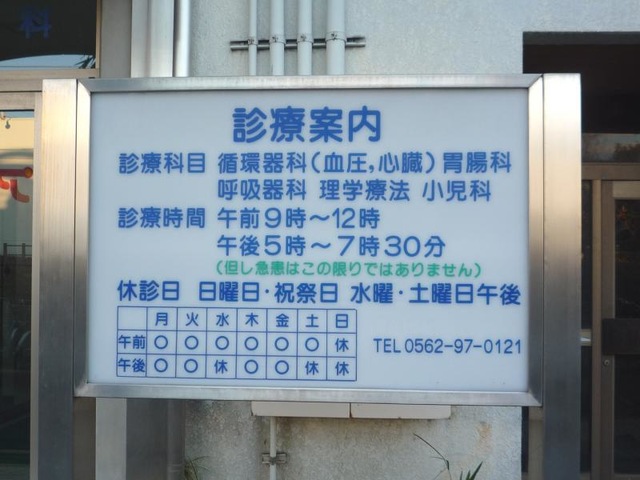 科
診療案内
診療科目 循環器科(血圧,心臓) 胃腸科
呼吸器科 理学療法 小児科
診療時間 午前9時~12時
午後5時~7時30分
(但し急患はこの限りではありません)
休診日 日曜日・祝祭日 水曜・土曜日午後
月 火 水 木 金 土 日
午前 ○ ○ ○ ○ ○ ○ 休
午後 ○ ○ 休 ○ ○ 休 休
TEL 0562-97-0121